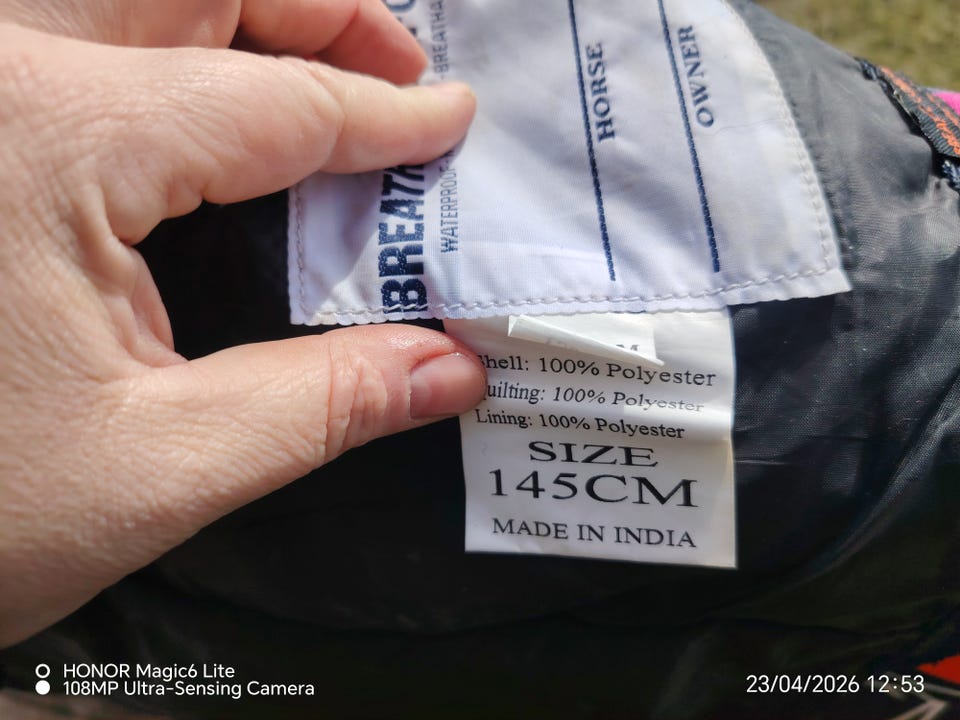 HORSE
OWNER
WATERPROOF
Shell: 100% Polyester
Quilting: 100% Polyester
Lining: 100% Polyester
SIZE
145CM
MADE IN INDIA
HONOR Magic6 Lite
108MP Ultra-Sensing Camera
23/04/2026 12:53